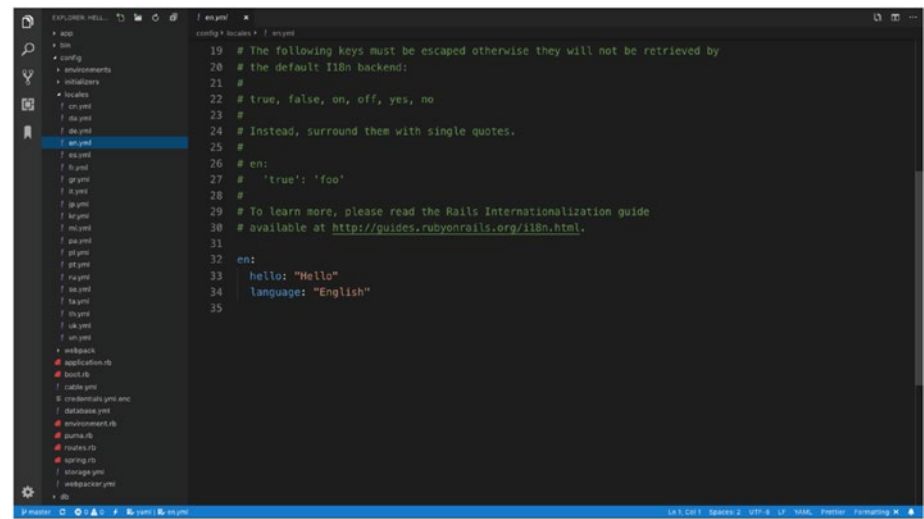 EXPLORER: HELL...
app
bin
config
environments
initializers
locales
cn.yml
da.yml
de.yml
en.yml
es.yml
fr.yml
gr.yml
it.yml
jp.yml
kr.yml
pa.yml
pl.yml
pt.yml
ru.yml
se.yml
ta.yml
th.yml
uk.yml
vn.yml
webpack
application.rb
boot.rb
cable.yml
credentials.yml.enc
database.yml
environment.rb
puma.rb
routes.rb
spring.rb
storage.yml
webpacker.yml
db
! en.yml ×
config › locales › ! en.yml
19 # The following keys must be escaped otherwise they will not be retrieved by
20 # the default I18n backend:
21 #
22 # true, false, on, off, yes, no
23 #
24 # Instead, surround them with single quotes.
25 #
26 # en:
27 #   'true': 'foo'
28 #
29 # To learn more, please read the Rails Internationalization guide
30 # available at http://guides.rubyonrails.org/i18n.html.
31
32 en:
33   hello: "Hello"
34   language: "English"
35
master 0 0 yaml | en.yml Ln 1, Col 1 Spaces: 2 UTF-8 LF YAML Prettier Formatting: ×